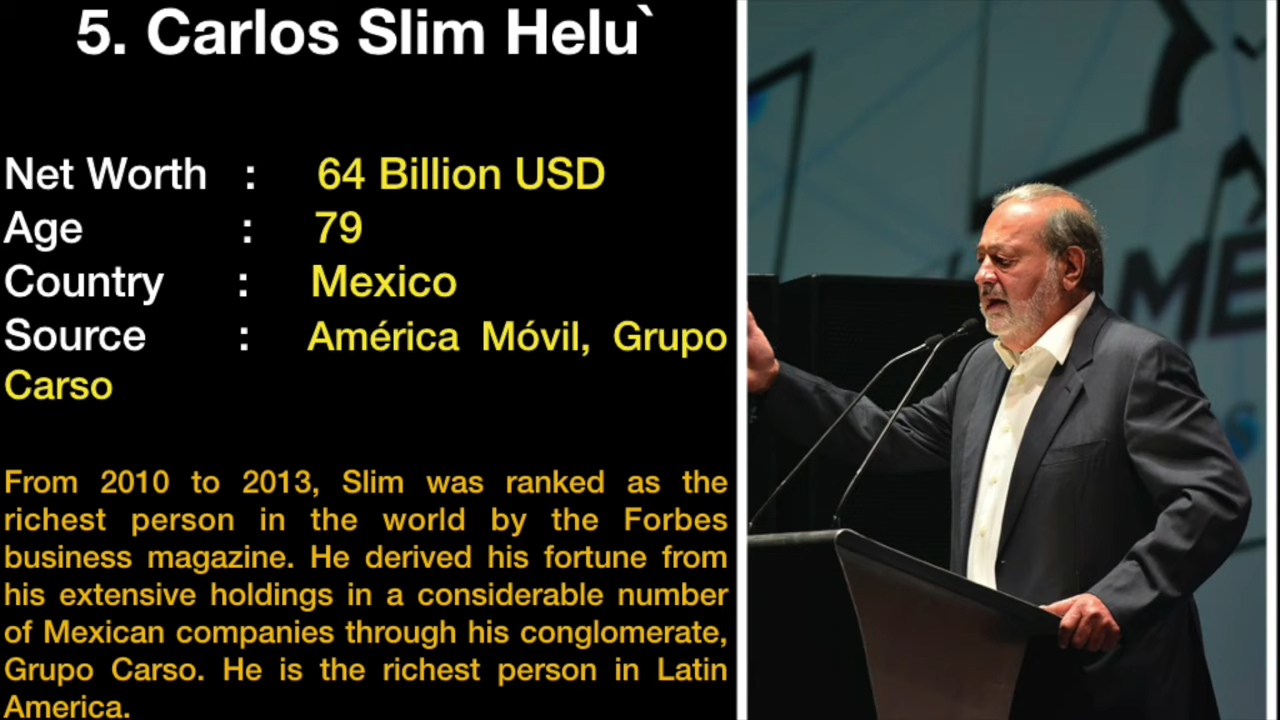 5. Carlos Slim Helu`
Net Worth : 64 Billion USD
Age : 79
Country : Mexico
Source : América Móvil, Grupo
Carso
From 2010 to 2013, Slim was ranked as the
richest person in the world by the Forbes
business magazine. He derived his fortune from
his extensive holdings in a considerable number
of Mexican companies through his conglomerate,
Grupo Carso. He is the richest person in Latin
America.
MÉ